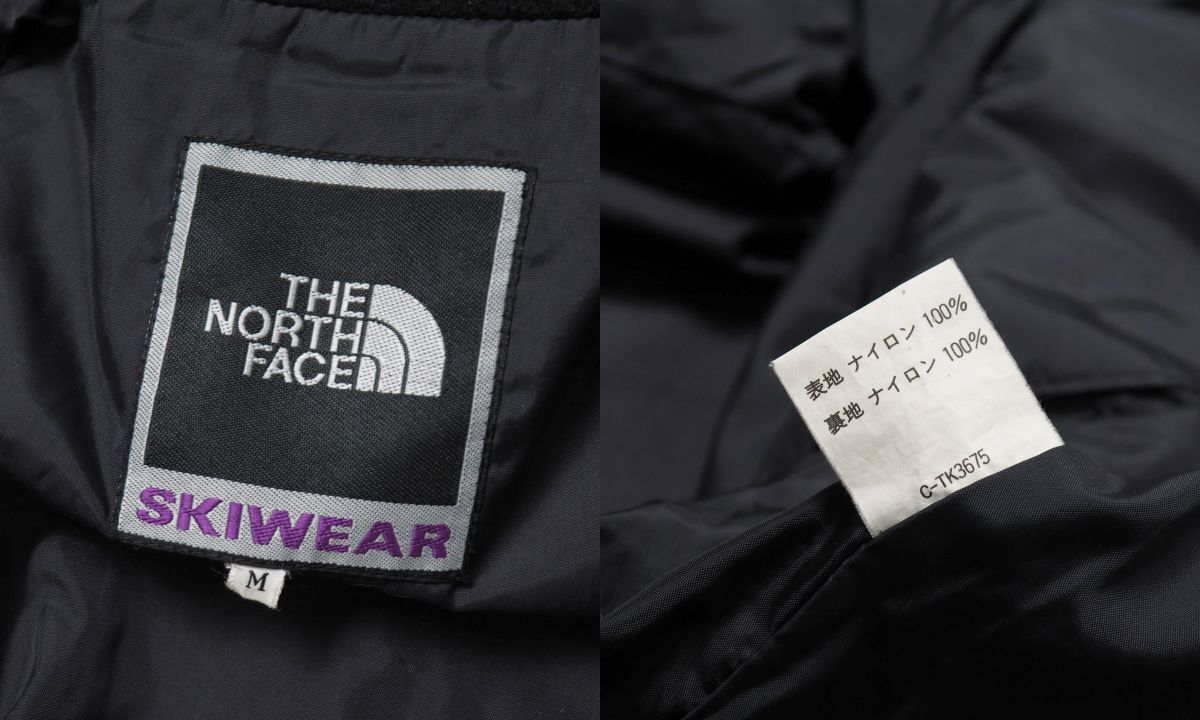 THE
NORTH
FACE
SKIWEAR
M
表地 ナイロン 100%
裏地 ナイロン 100%
C-TK3675